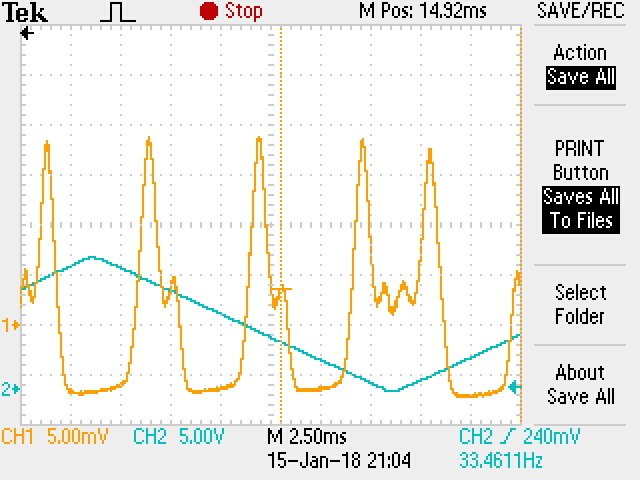 Tek Stop M Pos: 14.92ms SAVE/REC
Action
Save All
PRINT
Button
Saves All
To Files
Select
Folder
About
Save All
1
2
CH1 5.00mV CH2 5.00V M 2.50ms CH2 240mV
15-Jan-18 21:04 33.4611Hz